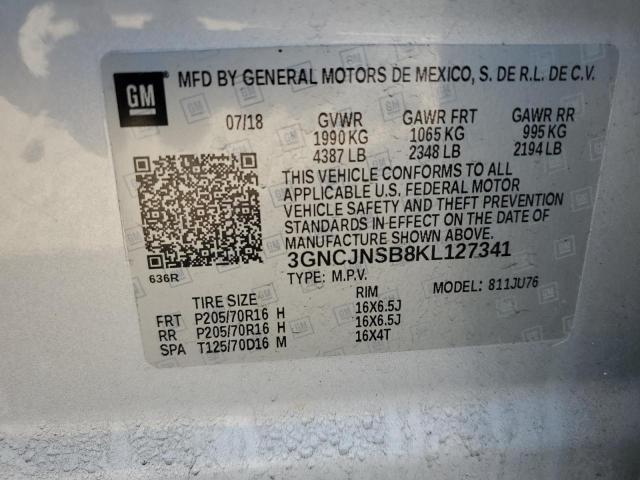 GM
MFD BY GENERAL MOTORS DE MEXICO, S. DE R.L. DE C.V.
07/18 GVWR GAWR FRT GAWR RR
1990 KG 1065 KG 995 KG
4387 LB 2348 LB 2194 LB
THIS VEHICLE CONFORMS TO ALL
APPLICABLE U.S. FEDERAL MOTOR
VEHICLE SAFETY AND THEFT PREVENTION
STANDARDS IN EFFECT ON THE DATE OF
MANUFACTURE SHOWN ABOVE.
3GNCJNSB8KL127341
636R
TYPE: M.P.V. MODEL: 811JU76
TIRE SIZE RIM
FRT P205/70R16 H 16X6.5J
RR P205/70R16 H 16X6.5J
SPA T125/70D16 M 16X4T